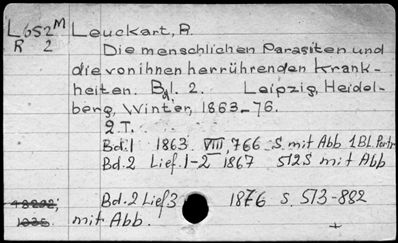 L652M Leuckart, R.
R 2
Die menschlichen Parasiten und
die von ihnen herrührenden Krank-
heiten. Bd. 2. Leipzig, Heidel-
berg, Winter, 1863-76.
2.T.
Bd.1 1863. VIII, 766 S. mit Abb 1 Bl. Portr
Bd.2 Lief. 1-2 1867 512 S mit Abb
Bd.2 Lief 3 1876 S. 513-882
mit Abb.